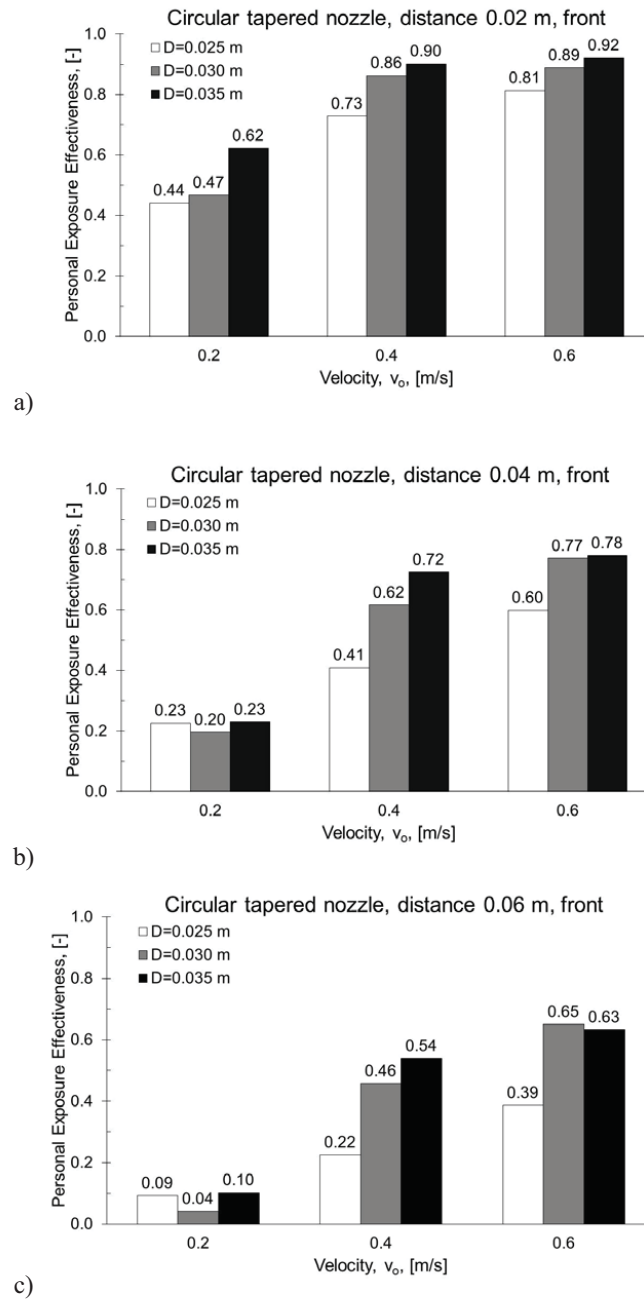 Circular tapered nozzle, distance 0.02 m, front
Personal Exposure Effectiveness, [-]
1.0
0.8
0.6
0.4
0.2
0.0
D=0.025 m
D=0.030 m
D=0.035 m
0.44
0.47
0.62
0.73
0.86
0.90
0.81
0.89
0.92
0.2
0.4
0.6
Velocity, vₒ, [m/s]
a)
Circular tapered nozzle, distance 0.04 m, front
Personal Exposure Effectiveness, [-]
1.0
0.8
0.6
0.4
0.2
0.0
D=0.025 m
D=0.030 m
D=0.035 m
0.23
0.20
0.23
0.41
0.62
0.72
0.60
0.77
0.78
0.2
0.4
0.6
Velocity, vₒ, [m/s]
b)
Circular tapered nozzle, distance 0.06 m, front
Personal Exposure Effectiveness, [-]
1.0
0.8
0.6
0.4
0.2
0.0
D=0.025 m
D=0.030 m
D=0.035 m
0.09
0.04
0.10
0.22
0.46
0.54
0.39
0.65
0.63
0.2
0.4
0.6
Velocity, vₒ, [m/s]
c)